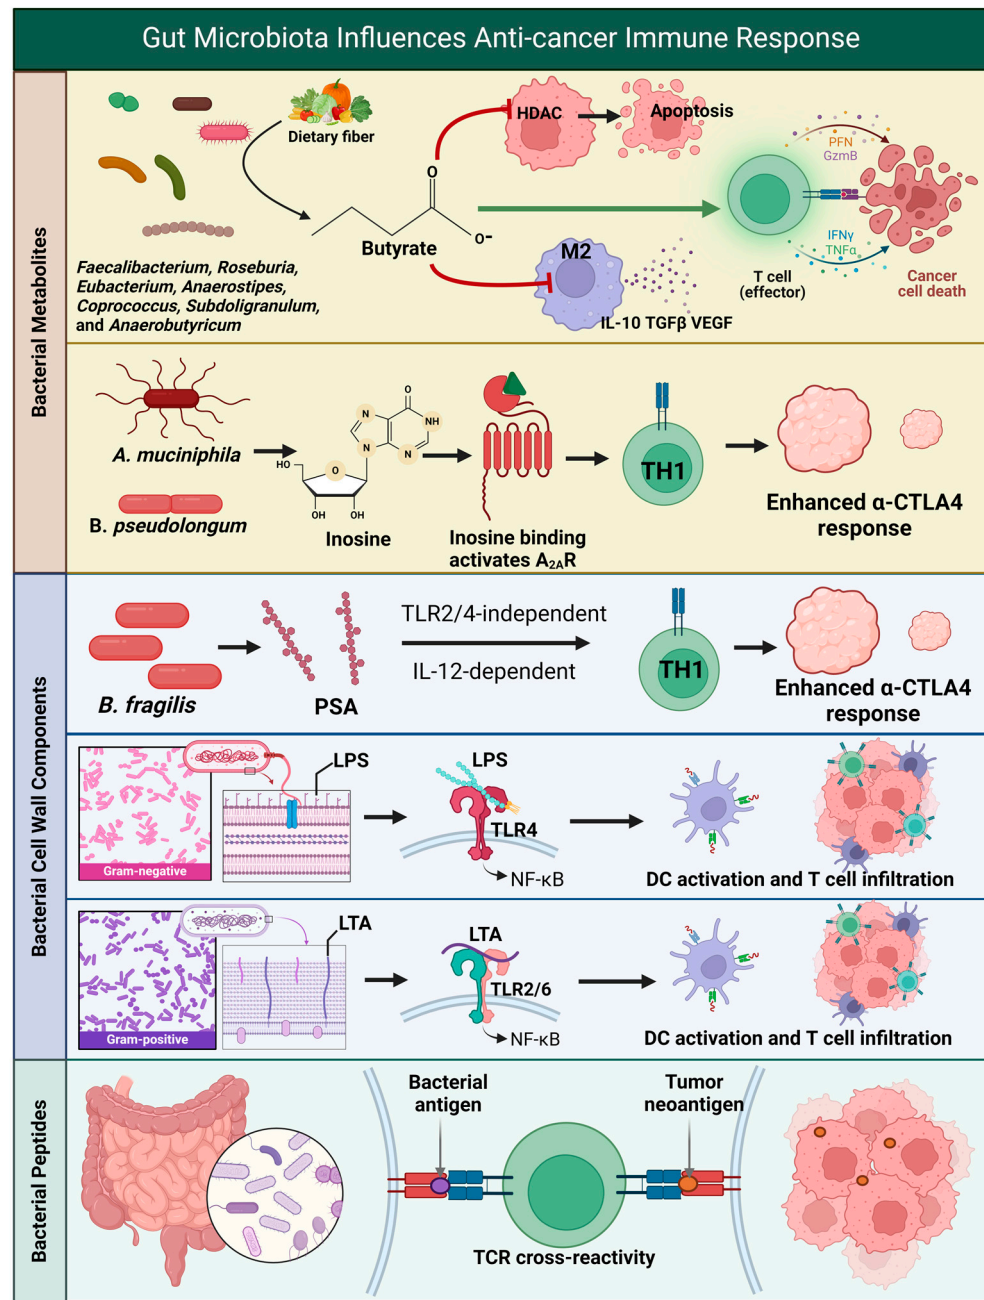 Gut Microbiota Influences Anti-cancer Immune Response
Bacterial Metabolites
Dietary fiber
HDAC
Apoptosis
PFN
GzmB
O
O-
Butyrate
M2
IFNγ
TNFα
T cell
(effector)
Cancer
cell death
IL-10 TGFβ VEGF
Faecalibacterium, Roseburia,
Eubacterium, Anaerostipes,
Coprococcus, Subdoligranulum,
and Anaerobutyricum
A. muciniphila
B. pseudolongum
O
N
NH
N
N
HO
O
OH
OH
Inosine
Inosine binding
activates A₂ₐR
TH1
Enhanced α-CTLA4
response
Bacterial Cell Wall Components
B. fragilis
PSA
TLR2/4-independent
IL-12-dependent
TH1
Enhanced α-CTLA4
response
Gram-negative
LPS
LPS
TLR4
NF-κB
DC activation and T cell infiltration
Gram-positive
LTA
LTA
TLR2/6
NF-κB
DC activation and T cell infiltration
Bacterial Peptides
Bacterial
antigen
Tumor
neoantigen
TCR cross-reactivity